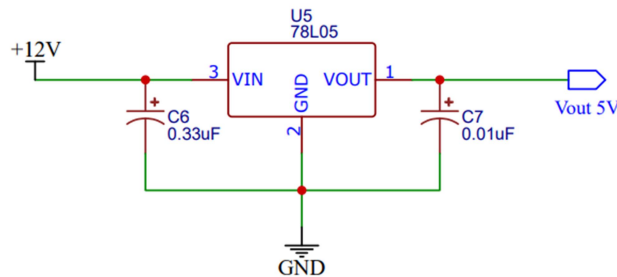 U5
78L05
+12V
3
VIN
VOUT
1
GND
2
+
C6
0.33uF
+
C7
0.01uF
Vout 5V
GND